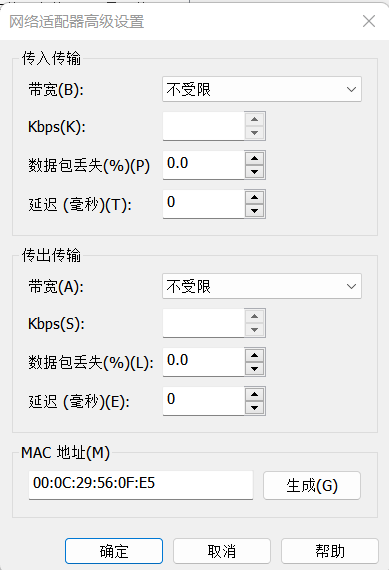 网络适配器高级设置
传入传输
带宽(B): 不受限
Kbps(K):
数据包丢失(%)(P) 0.0
延迟 (毫秒)(T): 0
传出传输
带宽(A): 不受限
Kbps(S):
数据包丢失(%)(L): 0.0
延迟 (毫秒)(E): 0
MAC 地址(M)
00:0C:29:56:0F:E5 生成(G)
确定 取消 帮助